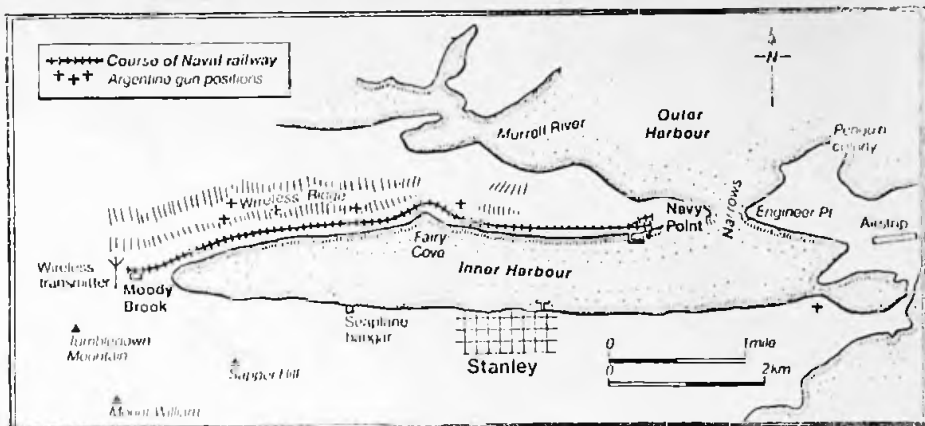 Course of Naval railway
Argentine gun positions
N
Murrell River
Outer
Harbour
Penguin
colony
Wireless Ridge
Narrows
Engineer Pt
Navy
Point
Airstrip
Fairy
Cove
Inner Harbour
Wireless
transmitter
Moody
Brook
Seaplane
hangar
Tumbledown
Mountain
Sapper Hill
Stanley
Mount William
0
1mile
0
2km